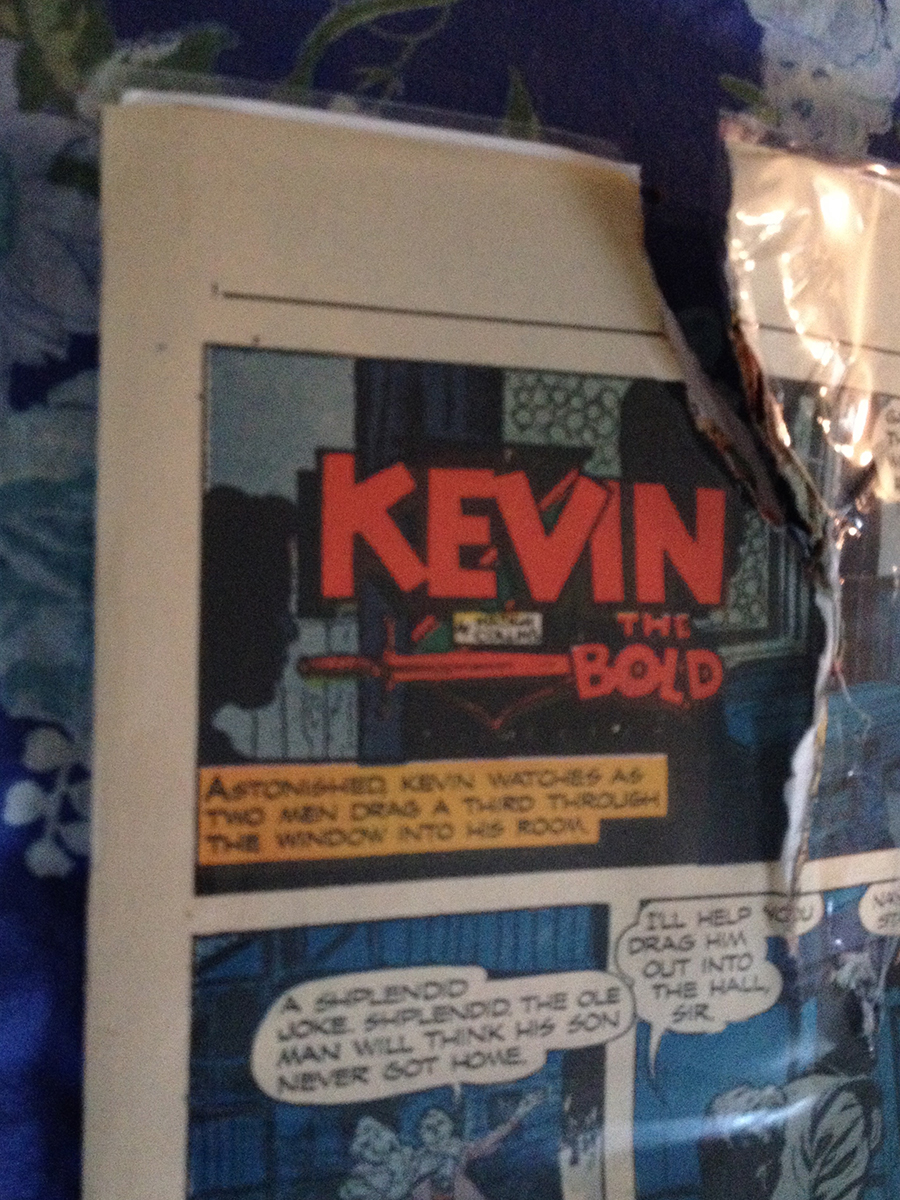 KEVIN
THE
BOLD
ASTONISHED, KEVIN WATCHES AS
TWO MEN DRAG A THIRD THROUGH
THE WINDOW INTO HIS ROOM.
A SHPLENDID
JOKE. SHPLENDID. THE OLE
MAN WILL THINK HIS SON
NEVER GOT HOME.
I'LL HELP YOU
DRAG HIM
OUT INTO
THE HALL,
SIR.